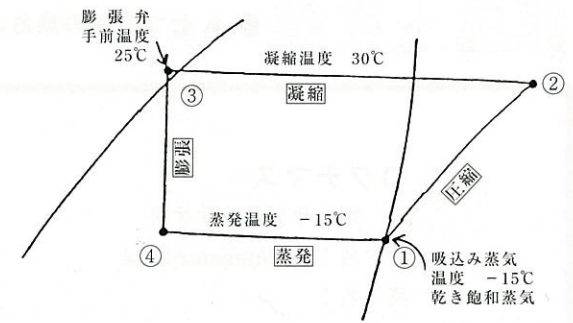 膨張弁
手前温度
25℃
凝縮温度 30℃
②
③
凝縮
膨張
圧縮
蒸発温度 −15℃
④
蒸発
①
吸込み蒸気
温度 −15℃
乾き飽和蒸気